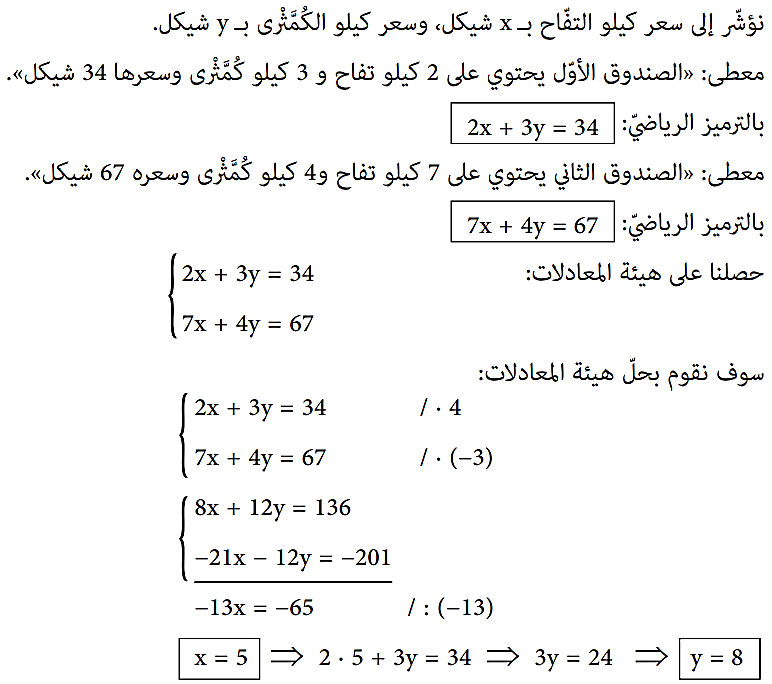 نؤشّر إلى سعر كيلو التفّاح بـ x شيكل، وسعر كيلو الكُمَّثْرى بـ y شيكل.
معطى: «الصندوق الأوّل يحتوي على 2 كيلو تفاح و 3 كيلو كُمَّثْرى وسعرها 34 شيكل».
بالترميز الرياضيّ: 2x + 3y = 34
معطى: «الصندوق الثاني يحتوي على 7 كيلو تفاح و4 كيلو كُمَّثْرى وسعره 67 شيكل».
بالترميز الرياضيّ: 7x + 4y = 67
حصلنا على هيئة المعادلات: 2x + 3y = 34
7x + 4y = 67
سوف نقوم بحلّ هيئة المعادلات:
2x + 3y = 34 / · 4
7x + 4y = 67 / · (−3)
8x + 12y = 136
−21x − 12y = −201
−13x = −65 / : (−13)
x = 5 ⟹ 2 · 5 + 3y = 34 ⟹ 3y = 24 ⟹ y = 8